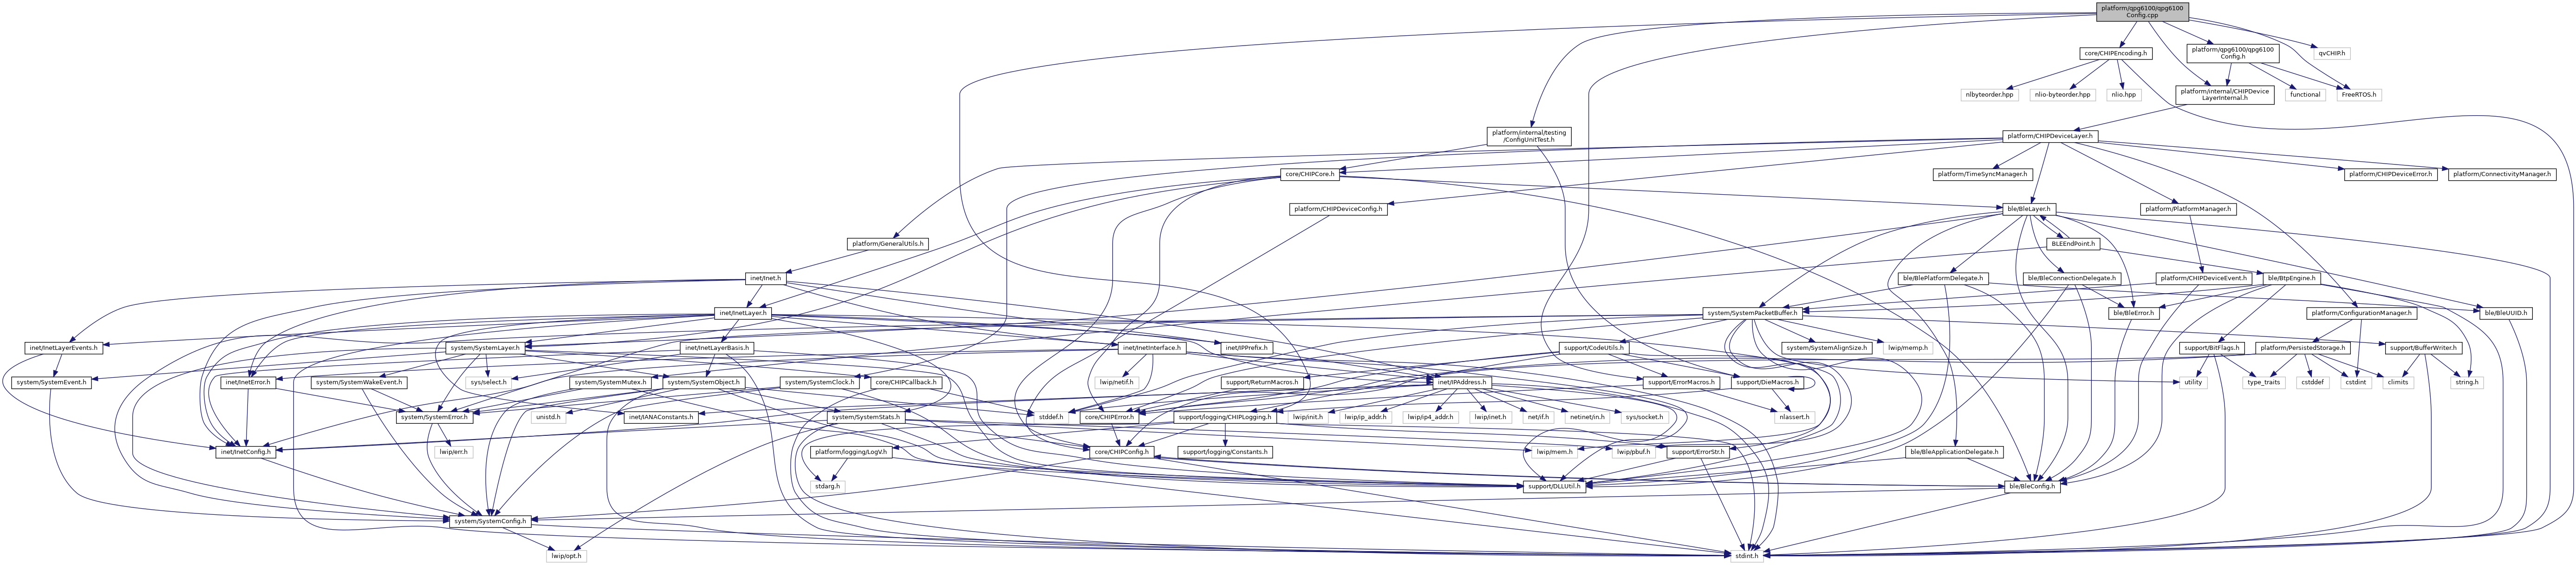 platform/qpg6100/qpg6100
Config.cpp
core/CHIPEncoding.h
platform/qpg6100/qpg6100
Config.h
qvCHIP.h
nlbyteorder.hpp
nlio-byteorder.hpp
nlio.hpp
platform/internal/CHIPDevice
LayerInternal.h
functional
FreeRTOS.h
platform/internal/testing
/ConfigUnitTest.h
platform/CHIPDeviceLayer.h
core/CHIPCore.h
platform/TimeSyncManager.h
platform/CHIPDeviceError.h
platform/ConnectivityManager.h
platform/CHIPDeviceConfig.h
ble/BleLayer.h
platform/PlatformManager.h
platform/GeneralUtils.h
BLEEndPoint.h
inet/Inet.h
ble/BlePlatformDelegate.h
ble/BleConnectionDelegate.h
platform/CHIPDeviceEvent.h
ble/BtpEngine.h
inet/InetLayer.h
system/SystemPacketBuffer.h
ble/BleError.h
platform/ConfigurationManager.h
ble/BleUUID.h
inet/InetLayerEvents.h
system/SystemLayer.h
inet/InetLayerBasis.h
inet/InetInterface.h
inet/IPPrefix.h
support/CodeUtils.h
system/SystemAlignSize.h
lwip/memp.h
support/BitFlags.h
platform/PersistedStorage.h
support/BufferWriter.h
system/SystemEvent.h
inet/InetError.h
system/SystemWakeEvent.h
sys/select.h
system/SystemMutex.h
system/SystemObject.h
system/SystemClock.h
core/CHIPCallback.h
lwip/netif.h
inet/IPAddress.h
support/ReturnMacros.h
support/ErrorMacros.h
support/DieMacros.h
utility
type_traits
cstddef
cstdint
climits
string.h
system/SystemError.h
unistd.h
inet/IANAConstants.h
system/SystemStats.h
stddef.h
core/CHIPError.h
support/logging/CHIPLogging.h
lwip/init.h
lwip/ip_addr.h
lwip/ip4_addr.h
lwip/inet.h
net/if.h
netinet/in.h
sys/socket.h
nlassert.h
inet/InetConfig.h
lwip/err.h
platform/logging/LogV.h
core/CHIPConfig.h
support/logging/Constants.h
lwip/mem.h
lwip/pbuf.h
support/ErrorStr.h
ble/BleApplicationDelegate.h
stdarg.h
support/DLLUtil.h
ble/BleConfig.h
system/SystemConfig.h
lwip/opt.h
stdint.h